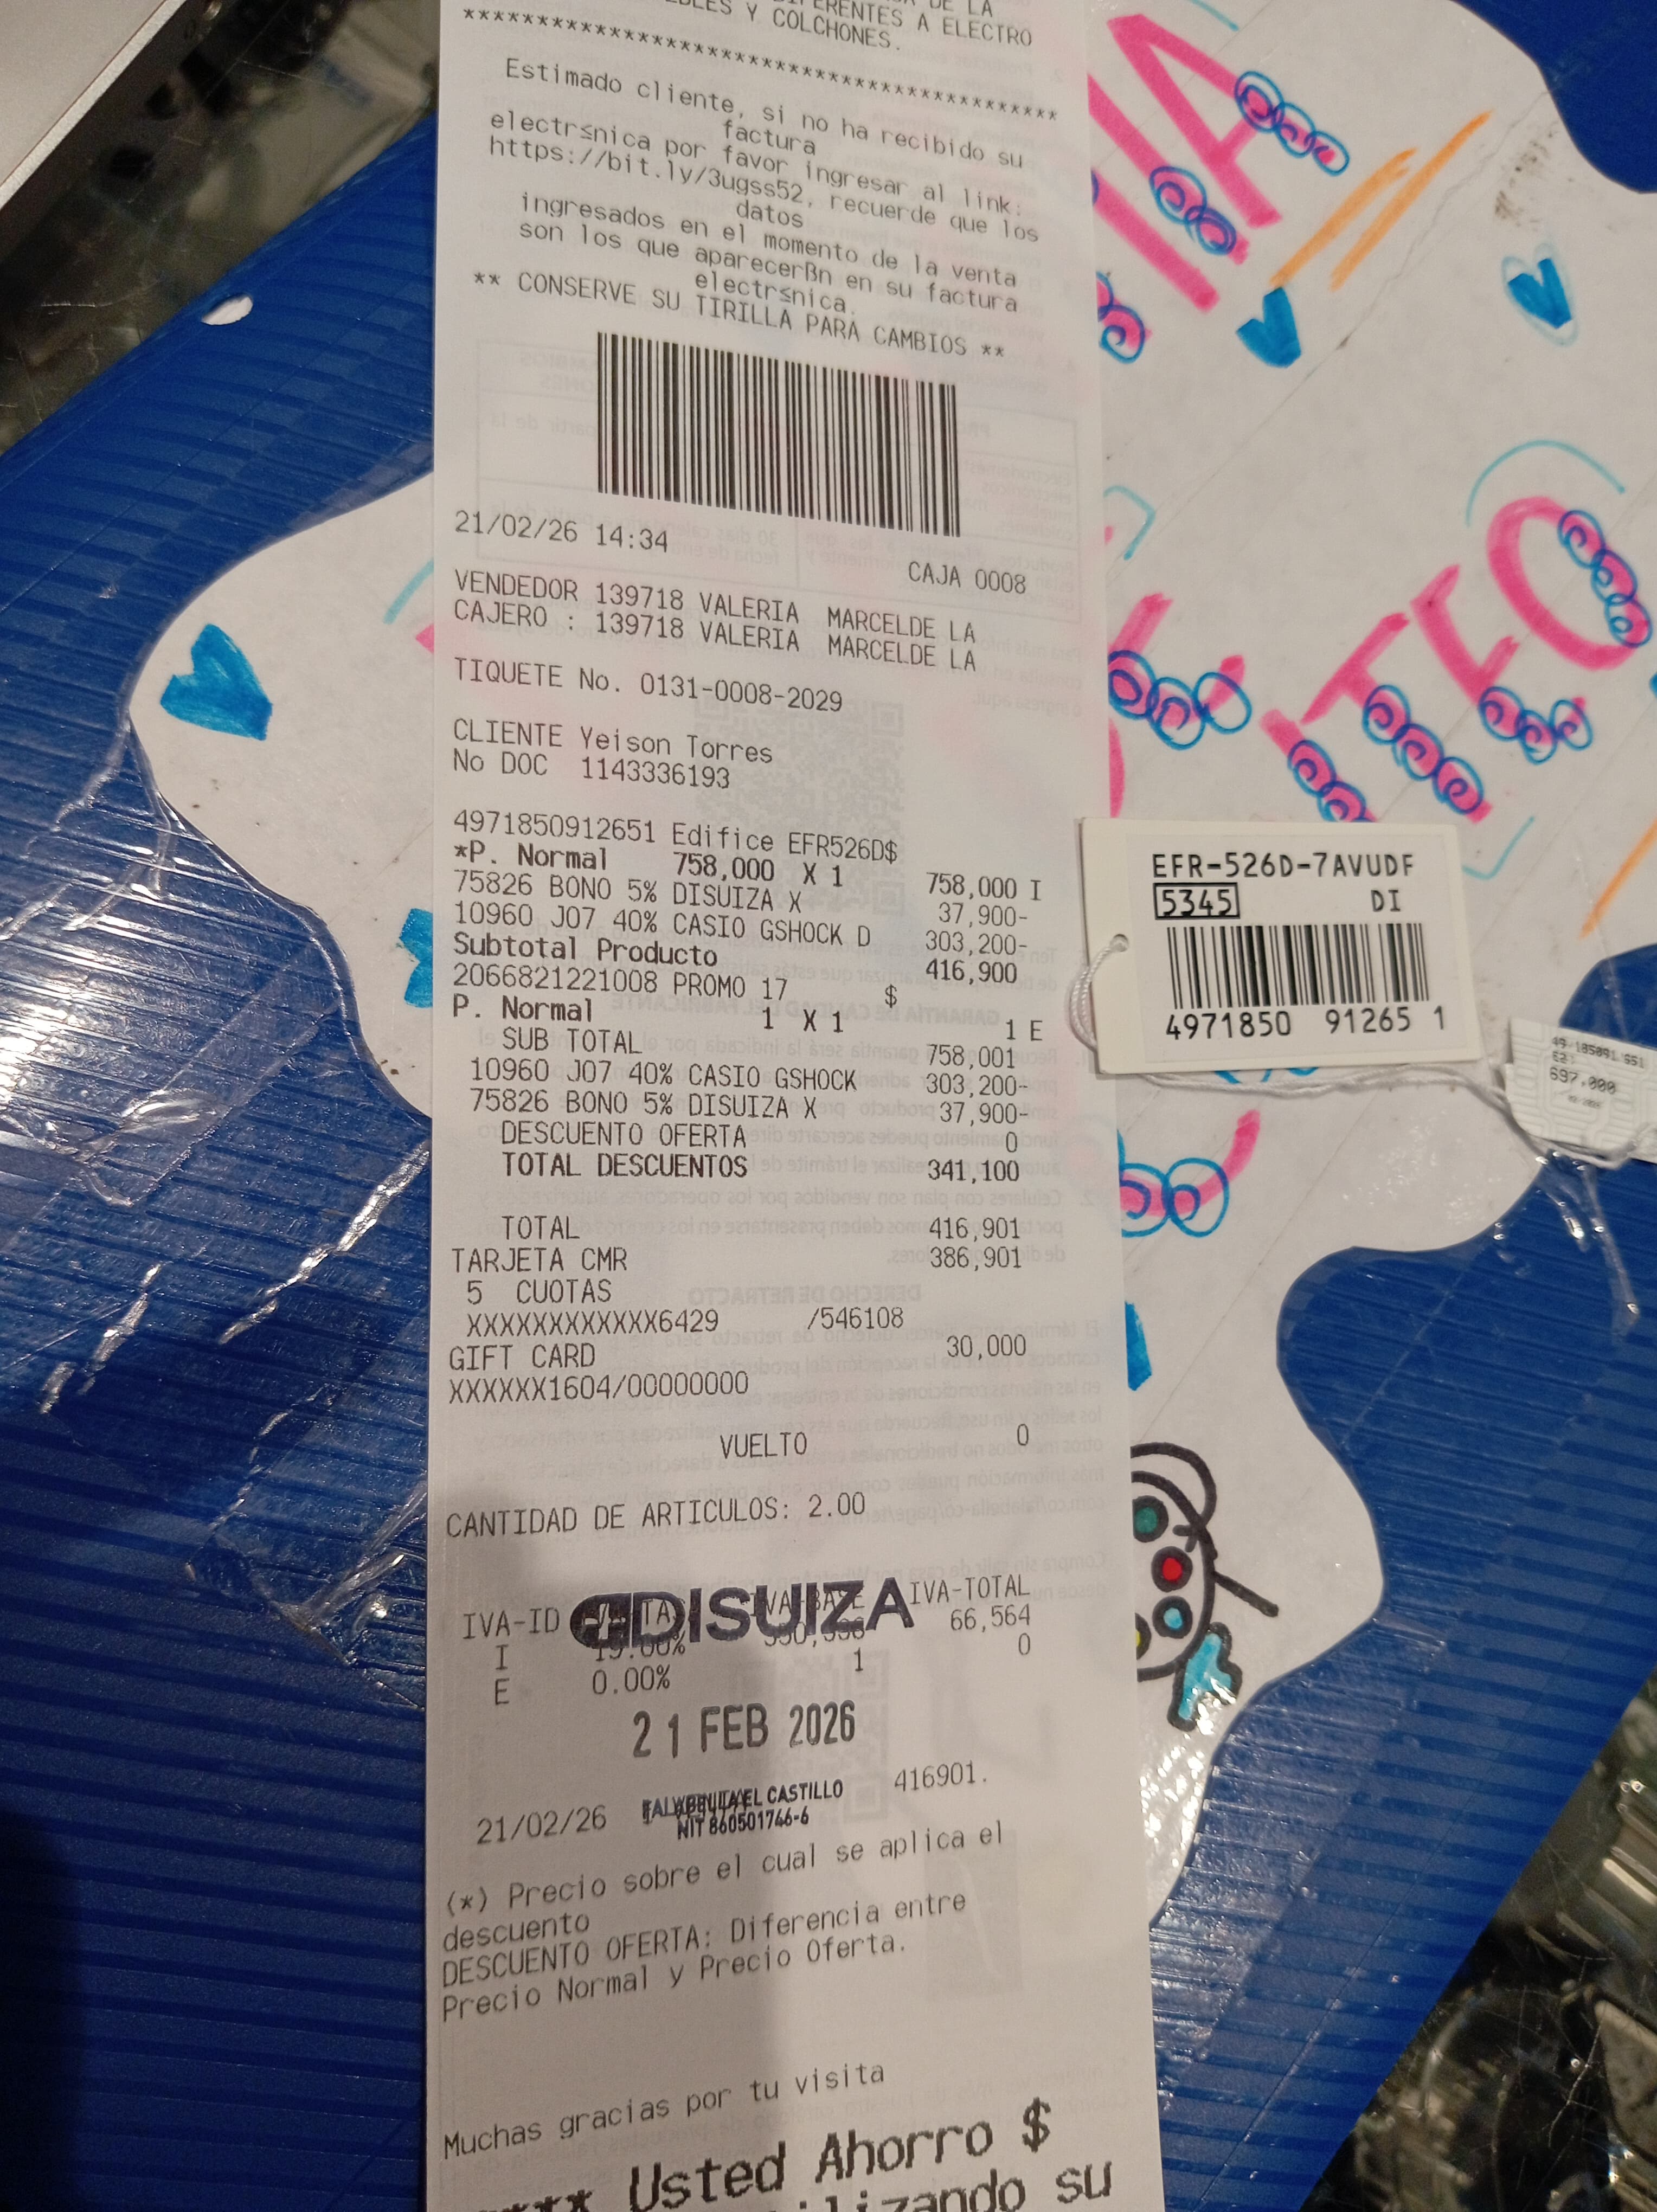 DE LA
DIFERENTES A ELECTRO
Y COLCHONES.
******************************************
Estimado cliente, si no ha recibido su
factura
electr≤nica por favor ingresar al link:
https://bit.ly/3ugss52, recuerde que los
datos
ingresados en el momento de la venta
son los que aparecerßn en su factura
electr≤nica.
** CONSERVE SU TIRILLA PARA CAMBIOS **
21/02/26 14:34
CAJA 0008
VENDEDOR 139718 VALERIA MARCELDE LA
CAJERO : 139718 VALERIA MARCELDE LA
TIQUETE No. 0131-0008-2029
CLIENTE Yeison Torres
No DOC 1143336193
4971850912651 Edifice EFR526D$
*P. Normal 758,000 X 1 758,000 I
75826 BONO 5% DISUIZA X 37,900-
10960 J07 40% CASIO GSHOCK D 303,200-
Subtotal Producto 416,900
2066821221008 PROMO 17 $
P. Normal 1 X 1 1 E
SUB TOTAL 758,001
10960 J07 40% CASIO GSHOCK 303,200-
75826 BONO 5% DISUIZA X 37,900-
DESCUENTO OFERTA 0
TOTAL DESCUENTOS 341,100
TOTAL 416,901
TARJETA CMR 386,901
5 CUOTAS
XXXXXXXXXXXX6429 /546108
GIFT CARD 30,000
XXXXXX1604/00000000
VUELTO 0
CANTIDAD DE ARTICULOS: 2.00
IVA-ID IVA-TOTAL
DISUIZA
I 19.00% 66,564
E 0.00% 1 0
21 FEB 2026
21/02/26 EL CASTILLO 416901.
NIT 860501746-6
(*) Precio sobre el cual se aplica el
descuento
DESCUENTO OFERTA: Diferencia entre
Precio Normal y Precio Oferta.
Muchas gracias por tu visita
**** Usted Ahorro $
su
EFR-526D-7AVUDF
5345 DI
4971850 91265 1
697,000